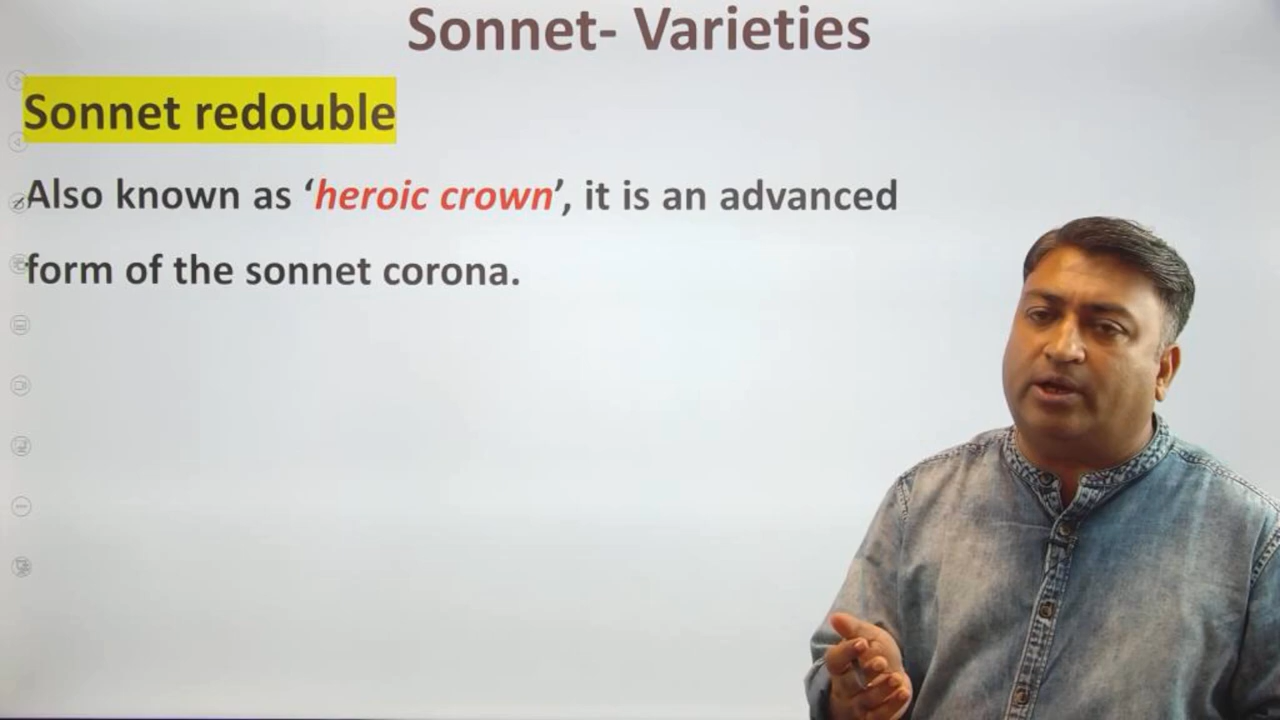 Sonnet- Varieties
Sonnet redouble
Also known as ‘heroic crown’, it is an advanced
form of the sonnet corona.